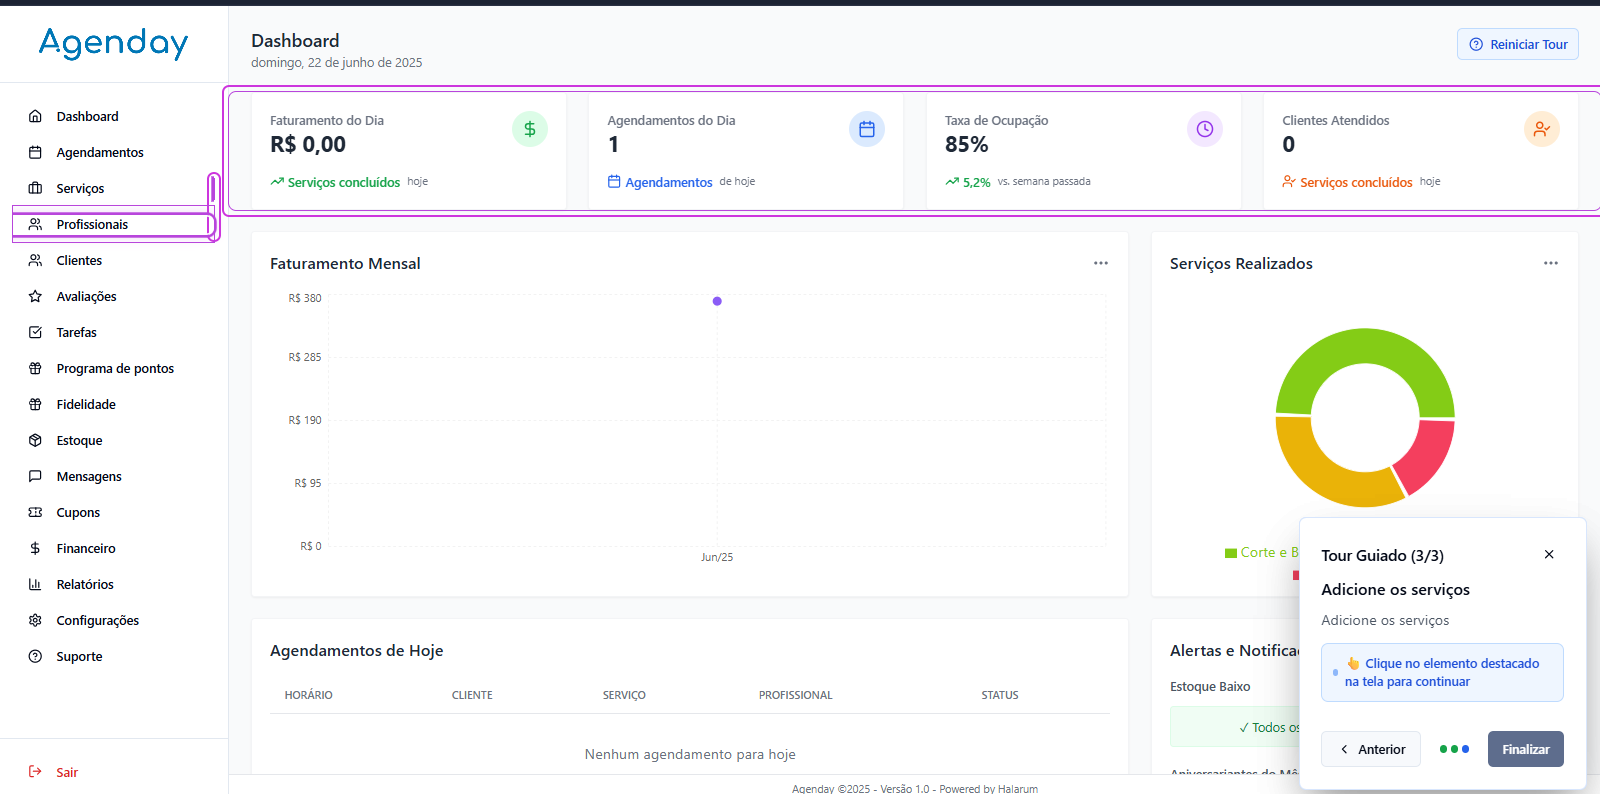 Agenday
Dashboard
domingo, 22 de junho de 2025
Reiniciar Tour
Dashboard
Agendamentos
Serviços
Profissionais
Clientes
Avaliações
Tarefas
Programa de pontos
Fidelidade
Estoque
Mensagens
Cupons
Financeiro
Relatórios
Configurações
Suporte
Sair
Faturamento do Dia
R$ 0,00
Serviços concluídos hoje
Agendamentos do Dia
1
Agendamentos de hoje
Taxa de Ocupação
85%
5,2% vs. semana passada
Clientes Atendidos
0
Serviços concluídos hoje
Faturamento Mensal
R$ 380
R$ 285
R$ 190
R$ 95
R$ 0
Jun/25
Serviços Realizados
Corte e B
Agendamentos de Hoje
HORÁRIO CLIENTE SERVIÇO PROFISSIONAL STATUS
Nenhum agendamento para hoje
Alertas e Notifica
Estoque Baixo
✓ Todos os
Aniversariantes do Mê
Tour Guiado (3/3)
Adicione os serviços
Adicione os serviços
👆 Clique no elemento destacado
na tela para continuar
Anterior
Finalizar
Agenday ©2025 - Versão 1.0 - Powered by Halarum